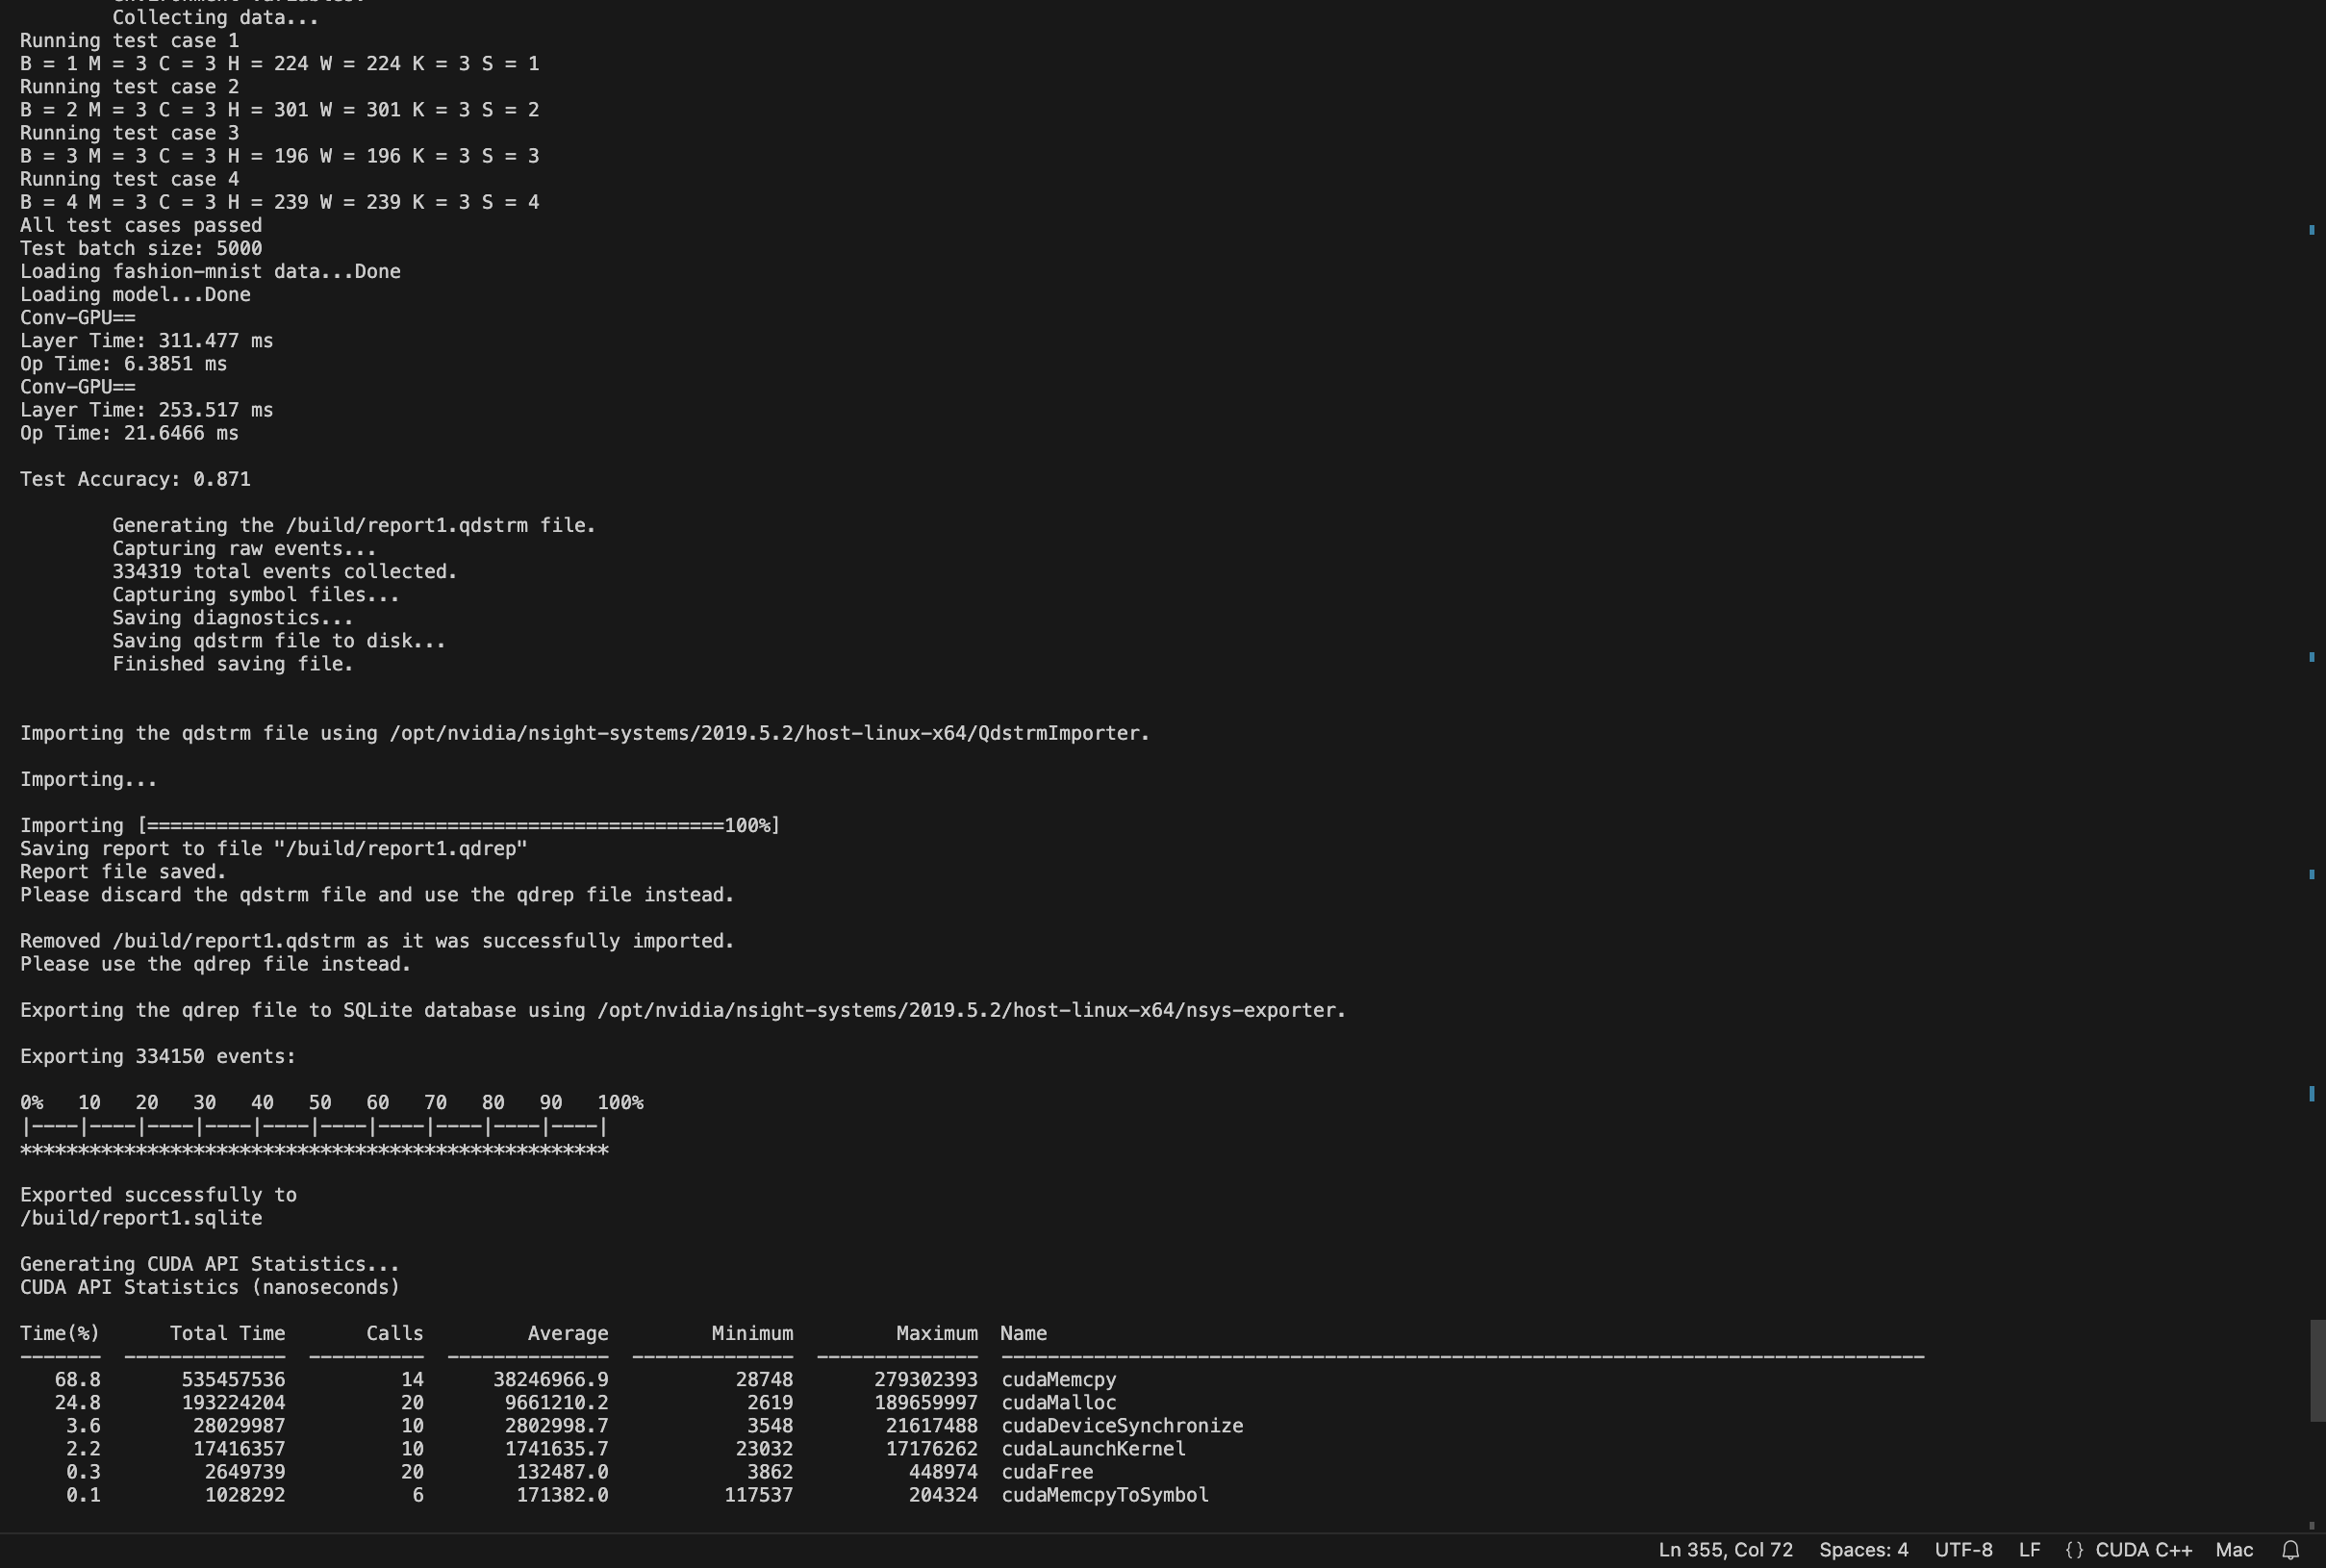 Collecting data...
Running test case 1
B = 1 M = 3 C = 3 H = 224 W = 224 K = 3 S = 1
Running test case 2
B = 2 M = 3 C = 3 H = 301 W = 301 K = 3 S = 2
Running test case 3
B = 3 M = 3 C = 3 H = 196 W = 196 K = 3 S = 3
Running test case 4
B = 4 M = 3 C = 3 H = 239 W = 239 K = 3 S = 4
All test cases passed
Test batch size: 5000
Loading fashion-mnist data...Done
Loading model...Done
Conv-GPU==
Layer Time: 311.477 ms
Op Time: 6.3851 ms
Conv-GPU==
Layer Time: 253.517 ms
Op Time: 21.6466 ms
Test Accuracy: 0.871
Generating the /build/report1.qdstrm file.
Capturing raw events...
334319 total events collected.
Capturing symbol files...
Saving diagnostics...
Saving qdstrm file to disk...
Finished saving file.
Importing the qdstrm file using /opt/nvidia/nsight-systems/2019.5.2/host-linux-x64/QdstrmImporter.
Importing...
Importing [==================================================100%]
Saving report to file "/build/report1.qdrep"
Report file saved.
Please discard the qdstrm file and use the qdrep file instead.
Removed /build/report1.qdstrm as it was successfully imported.
Please use the qdrep file instead.
Exporting the qdrep file to SQLite database using /opt/nvidia/nsight-systems/2019.5.2/host-linux-x64/nsys-exporter.
Exporting 334150 events:
0%   10   20   30   40   50   60   70   80   90   100%
|----|----|----|----|----|----|----|----|----|----|
***************************************************
Exported successfully to
/build/report1.sqlite
Generating CUDA API Statistics...
CUDA API Statistics (nanoseconds)
Time(%)      Total Time       Calls         Average         Minimum         Maximum  Name
-------  --------------  ----------  --------------  --------------  --------------  --------------------------------------------------------------------------------
68.8       535457536          14      38246966.9           28748       279302393  cudaMemcpy
24.8       193224204          20       9661210.2            2619       189659997  cudaMalloc
3.6        28029987          10       2802998.7            3548        21617488  cudaDeviceSynchronize
2.2        17416357          10       1741635.7           23032        17176262  cudaLaunchKernel
0.3         2649739          20        132487.0            3862          448974  cudaFree
0.1         1028292           6        171382.0          117537          204324  cudaMemcpyToSymbol
Ln 355, Col 72   Spaces: 4   UTF-8   LF   {} CUDA C++   Mac